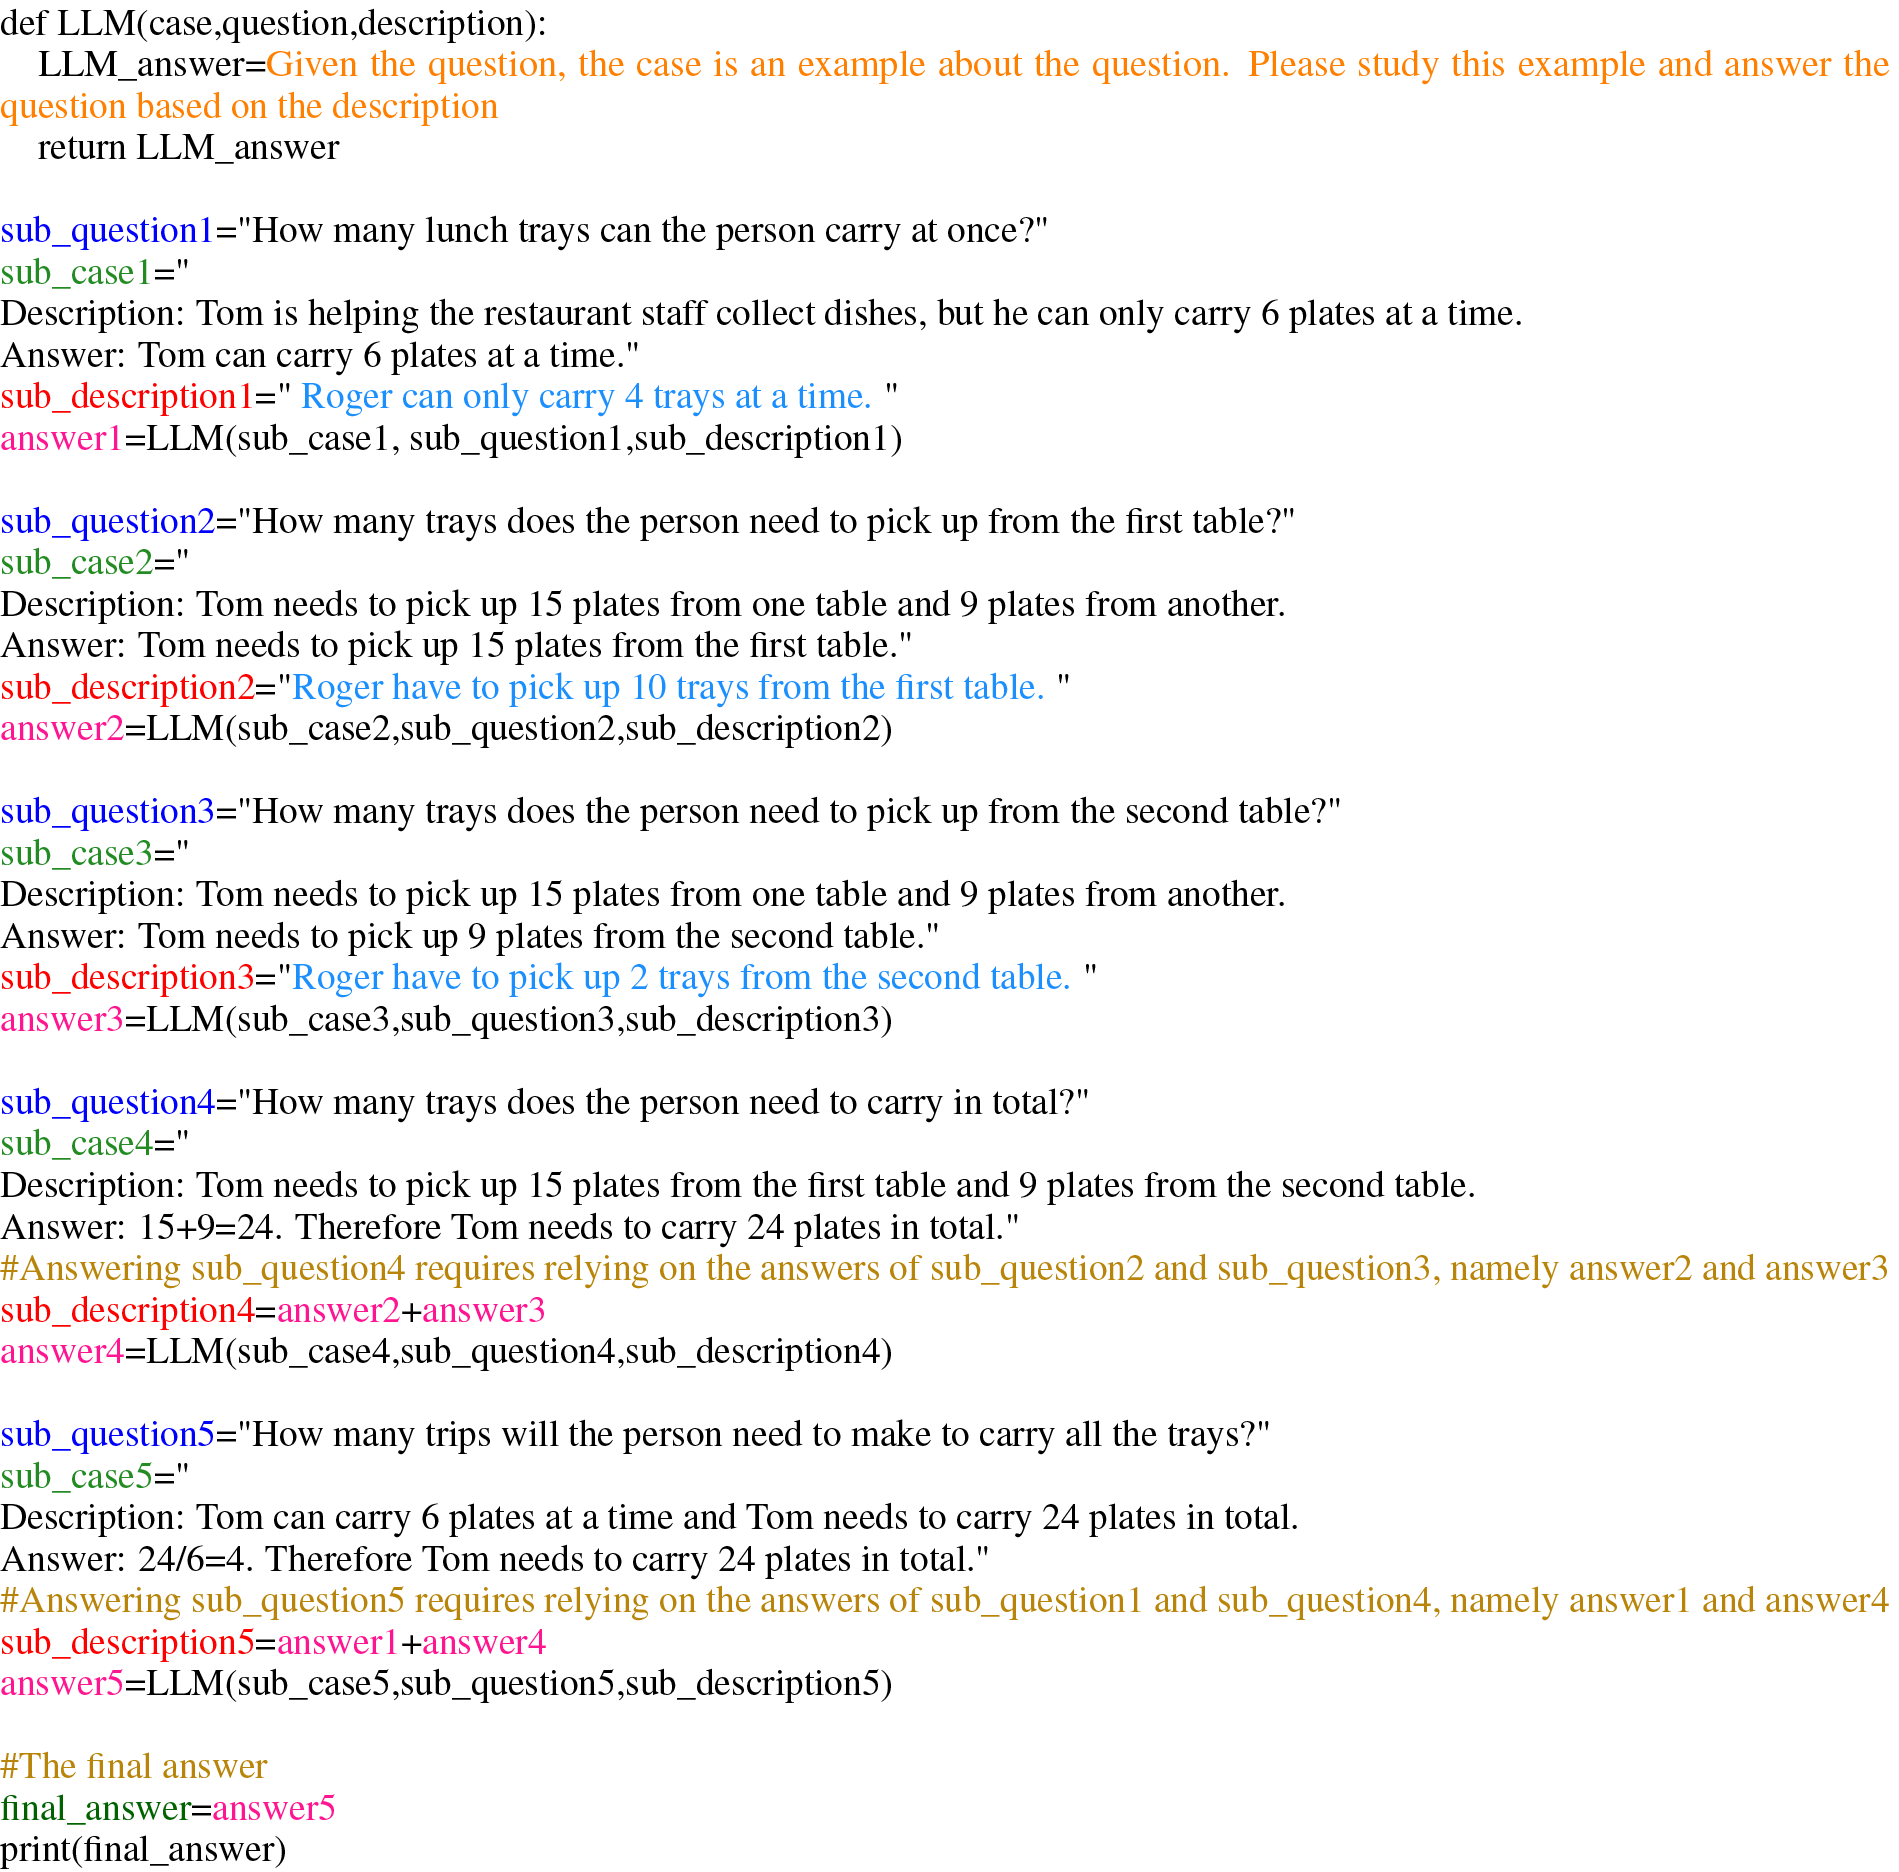 def LLM(case,question,description):
LLM_answer=Given the question, the case is an example about the question. Please study this example and answer the
question based on the description
return LLM_answer
sub_question1="How many lunch trays can the person carry at once?"
sub_case1="
Description: Tom is helping the restaurant staff collect dishes, but he can only carry 6 plates at a time.
Answer: Tom can carry 6 plates at a time."
sub_description1=" Roger can only carry 4 trays at a time. "
answer1=LLM(sub_case1, sub_question1,sub_description1)
sub_question2="How many trays does the person need to pick up from the first table?"
sub_case2="
Description: Tom needs to pick up 15 plates from one table and 9 plates from another.
Answer: Tom needs to pick up 15 plates from the first table."
sub_description2="Roger have to pick up 10 trays from the first table. "
answer2=LLM(sub_case2,sub_question2,sub_description2)
sub_question3="How many trays does the person need to pick up from the second table?"
sub_case3="
Description: Tom needs to pick up 15 plates from one table and 9 plates from another.
Answer: Tom needs to pick up 9 plates from the second table."
sub_description3="Roger have to pick up 2 trays from the second table. "
answer3=LLM(sub_case3,sub_question3,sub_description3)
sub_question4="How many trays does the person need to carry in total?"
sub_case4="
Description: Tom needs to pick up 15 plates from the first table and 9 plates from the second table.
Answer: 15+9=24. Therefore Tom needs to carry 24 plates in total."
#Answering sub_question4 requires relying on the answers of sub_question2 and sub_question3, namely answer2 and answer3
sub_description4=answer2+answer3
answer4=LLM(sub_case4,sub_question4,sub_description4)
sub_question5="How many trips will the person need to make to carry all the trays?"
sub_case5="
Description: Tom can carry 6 plates at a time and Tom needs to carry 24 plates in total.
Answer: 24/6=4. Therefore Tom needs to carry 24 plates in total."
#Answering sub_question5 requires relying on the answers of sub_question1 and sub_question4, namely answer1 and answer4
sub_description5=answer1+answer4
answer5=LLM(sub_case5,sub_question5,sub_description5)
#The final answer
final_answer=answer5
print(final_answer)